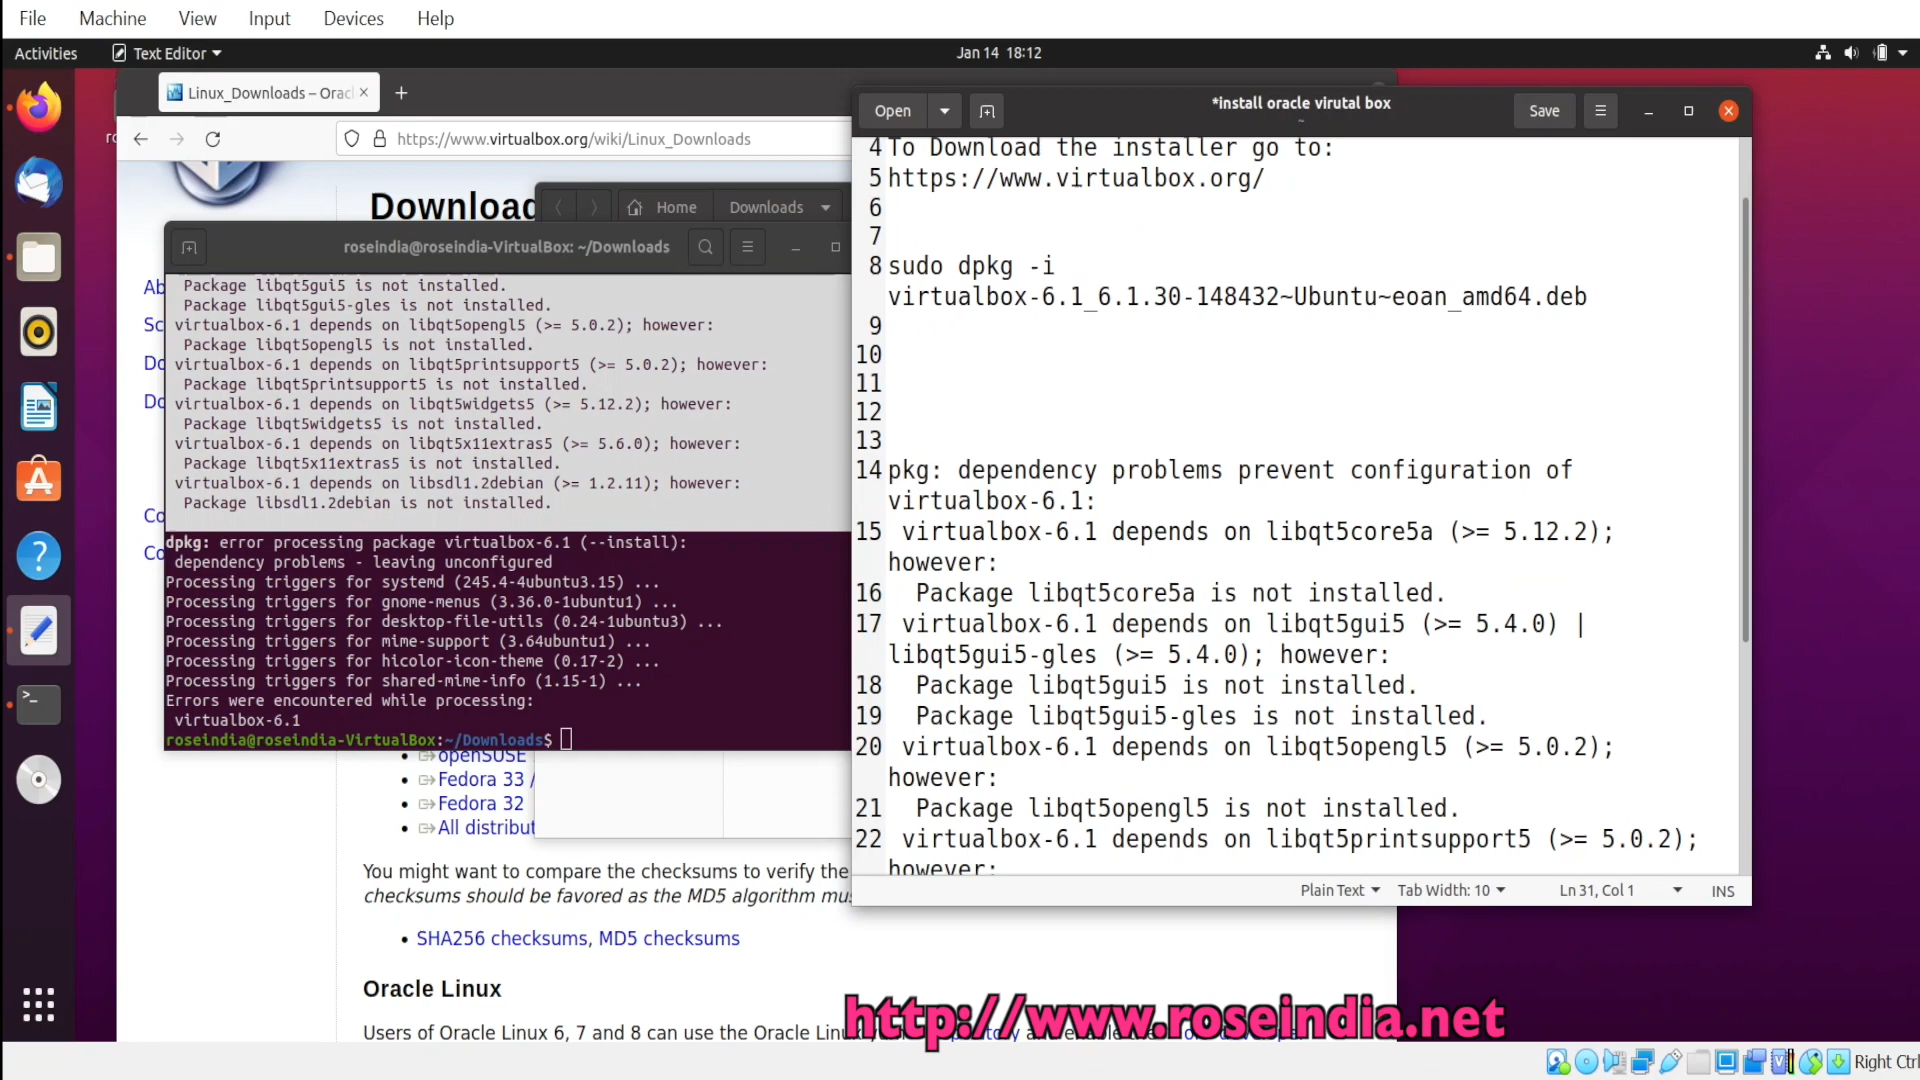 File Machine View Input Devices Help
Activities Text Editor Jan 14 18:12
Linux_Downloads – Orac
https://www.virtualbox.org/wiki/Linux_Downloads
Download
Home Downloads
roseindia@roseindia-VirtualBox: ~/Downloads
Package libqt5gui5 is not installed.
Package libqt5gui5-gles is not installed.
virtualbox-6.1 depends on libqt5opengl5 (>= 5.0.2); however:
Package libqt5opengl5 is not installed.
virtualbox-6.1 depends on libqt5printsupport5 (>= 5.0.2); however:
Package libqt5printsupport5 is not installed.
virtualbox-6.1 depends on libqt5widgets5 (>= 5.12.2); however:
Package libqt5widgets5 is not installed.
virtualbox-6.1 depends on libqt5x11extras5 (>= 5.6.0); however:
Package libqt5x11extras5 is not installed.
virtualbox-6.1 depends on libsdl1.2debian (>= 1.2.11); however:
Package libsdl1.2debian is not installed.
dpkg: error processing package virtualbox-6.1 (--install):
dependency problems - leaving unconfigured
Processing triggers for systemd (245.4-4ubuntu3.15) ...
Processing triggers for gnome-menus (3.36.0-1ubuntu1) ...
Processing triggers for desktop-file-utils (0.24-1ubuntu3) ...
Processing triggers for mime-support (3.64ubuntu1) ...
Processing triggers for hicolor-icon-theme (0.17-2) ...
Processing triggers for shared-mime-info (1.15-1) ...
Errors were encountered while processing:
virtualbox-6.1
roseindia@roseindia-VirtualBox:~/Downloads$
Ab
Sc
Do
Do
Co
Co
openSUSE
Fedora 33 /
Fedora 32
All distribut
You might want to compare the checksums to verify the
checksums should be favored as the MD5 algorithm mu
SHA256 checksums, MD5 checksums
Oracle Linux
Users of Oracle Linux 6, 7 and 8 can use the Oracle Linux
Open *install oracle virutal box Save
4 To Download the installer go to:
5 https://www.virtualbox.org/
6
7
8 sudo dpkg -i
virtualbox-6.1_6.1.30-148432~Ubuntu~eoan_amd64.deb
9
10
11
12
13
14 pkg: dependency problems prevent configuration of
virtualbox-6.1:
15 virtualbox-6.1 depends on libqt5core5a (>= 5.12.2);
however:
16 Package libqt5core5a is not installed.
17 virtualbox-6.1 depends on libqt5gui5 (>= 5.4.0) |
libqt5gui5-gles (>= 5.4.0); however:
18 Package libqt5gui5 is not installed.
19 Package libqt5gui5-gles is not installed.
20 virtualbox-6.1 depends on libqt5opengl5 (>= 5.0.2);
however:
21 Package libqt5opengl5 is not installed.
22 virtualbox-6.1 depends on libqt5printsupport5 (>= 5.0.2);
however:
Plain Text Tab Width: 10 Ln 31, Col 1 INS
http://www.roseindia.net
Right Ctrl